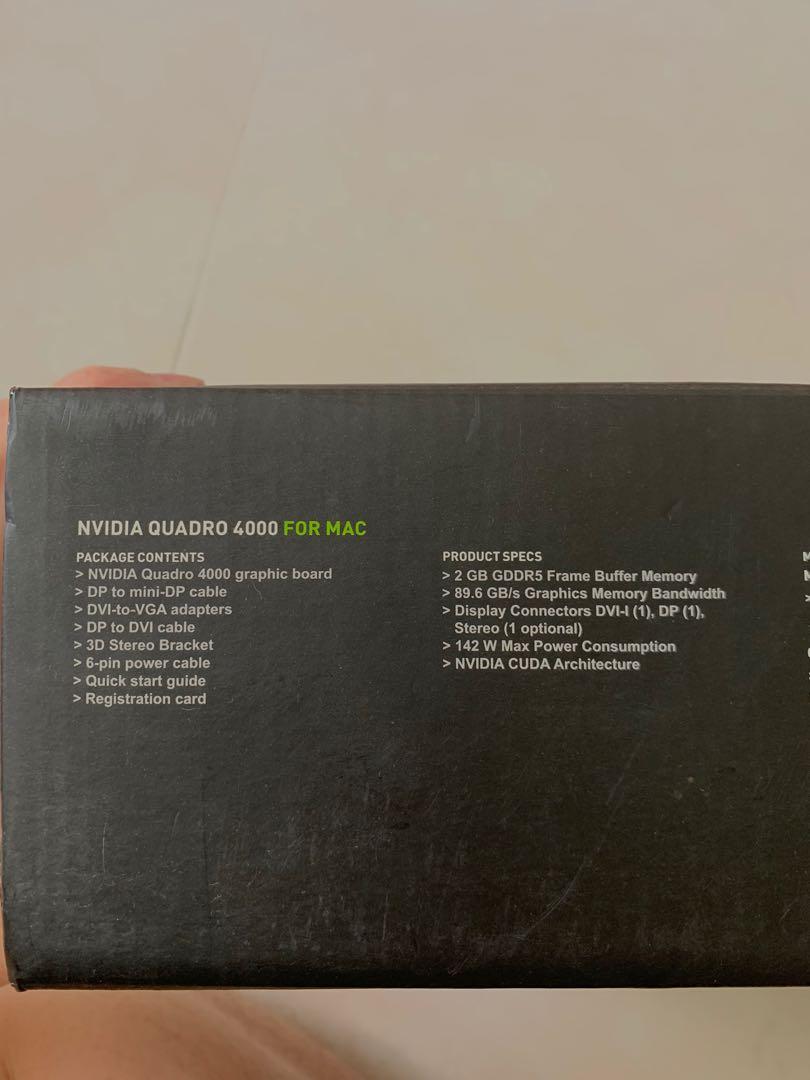 NVIDIA QUADRO 4000 FOR MAC
PACKAGE CONTENTS
> NVIDIA Quadro 4000 graphic board
> DP to mini-DP cable
> DVI-to-VGA adapters
> DP to DVI cable
> 3D Stereo Bracket
> 6-pin power cable
> Quick start guide
> Registration card
PRODUCT SPECS
> 2 GB GDDR5 Frame Buffer Memory
> 89.6 GB/s Graphics Memory Bandwidth
> Display Connectors DVI-I (1), DP (1),
Stereo (1 optional)
> 142 W Max Power Consumption
> NVIDIA CUDA Architecture